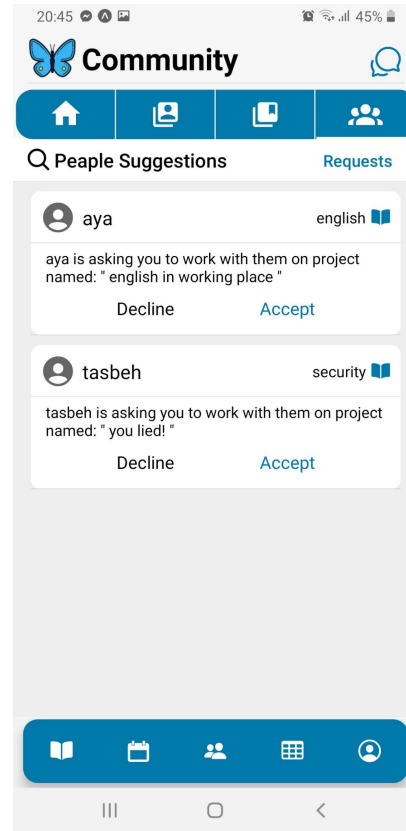 20:45 45%
Community
Peaple Suggestions Requests
aya english
aya is asking you to work with them on project
named: " english in working place "
Decline Accept
tasbeh security
tasbeh is asking you to work with them on project
named: " you lied! "
Decline Accept